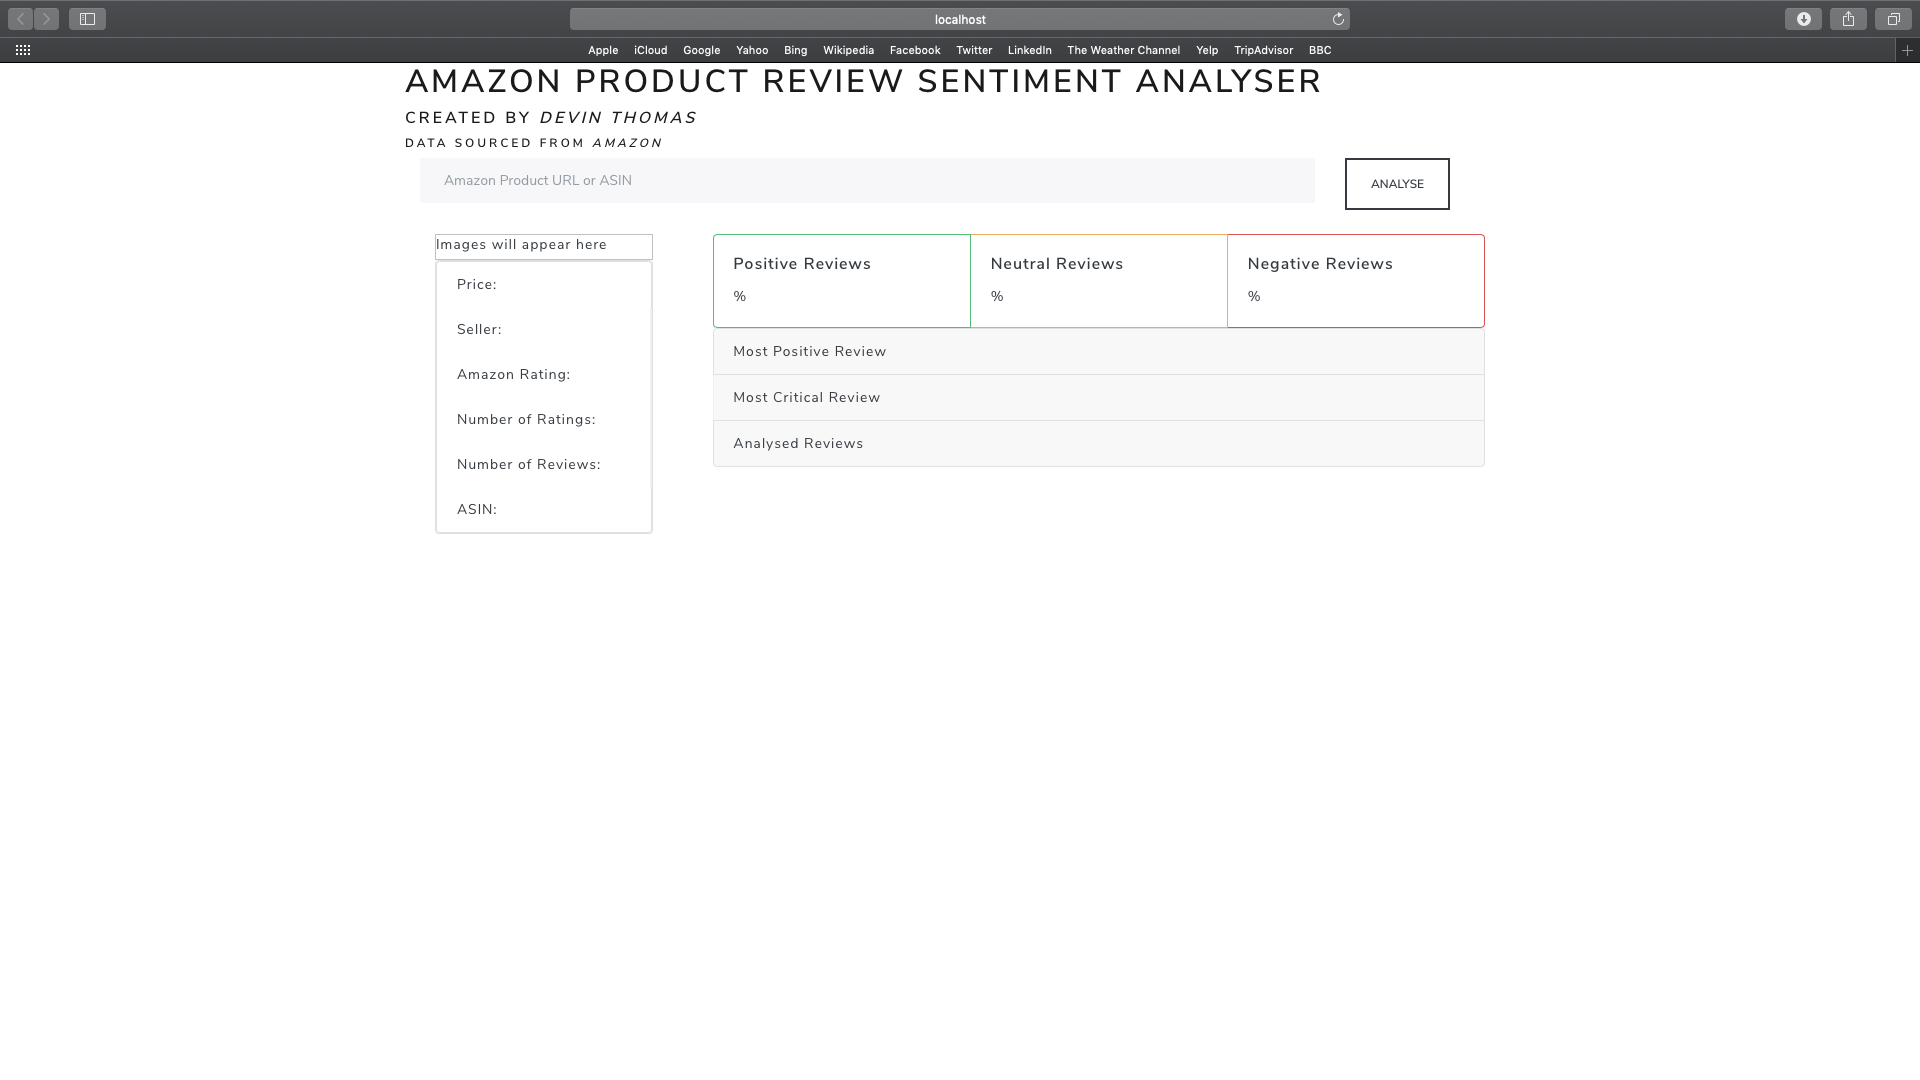 localhost
Apple iCloud Google Yahoo Bing Wikipedia Facebook Twitter LinkedIn The Weather Channel Yelp TripAdvisor BBC
AMAZON PRODUCT REVIEW SENTIMENT ANALYSER
CREATED BY DEVIN THOMAS
DATA SOURCED FROM AMAZON
Amazon Product URL or ASIN
ANALYSE
Images will appear here
Price:
Seller:
Amazon Rating:
Number of Ratings:
Number of Reviews:
ASIN:
Positive Reviews
%
Neutral Reviews
%
Negative Reviews
%
Most Positive Review
Most Critical Review
Analysed Reviews